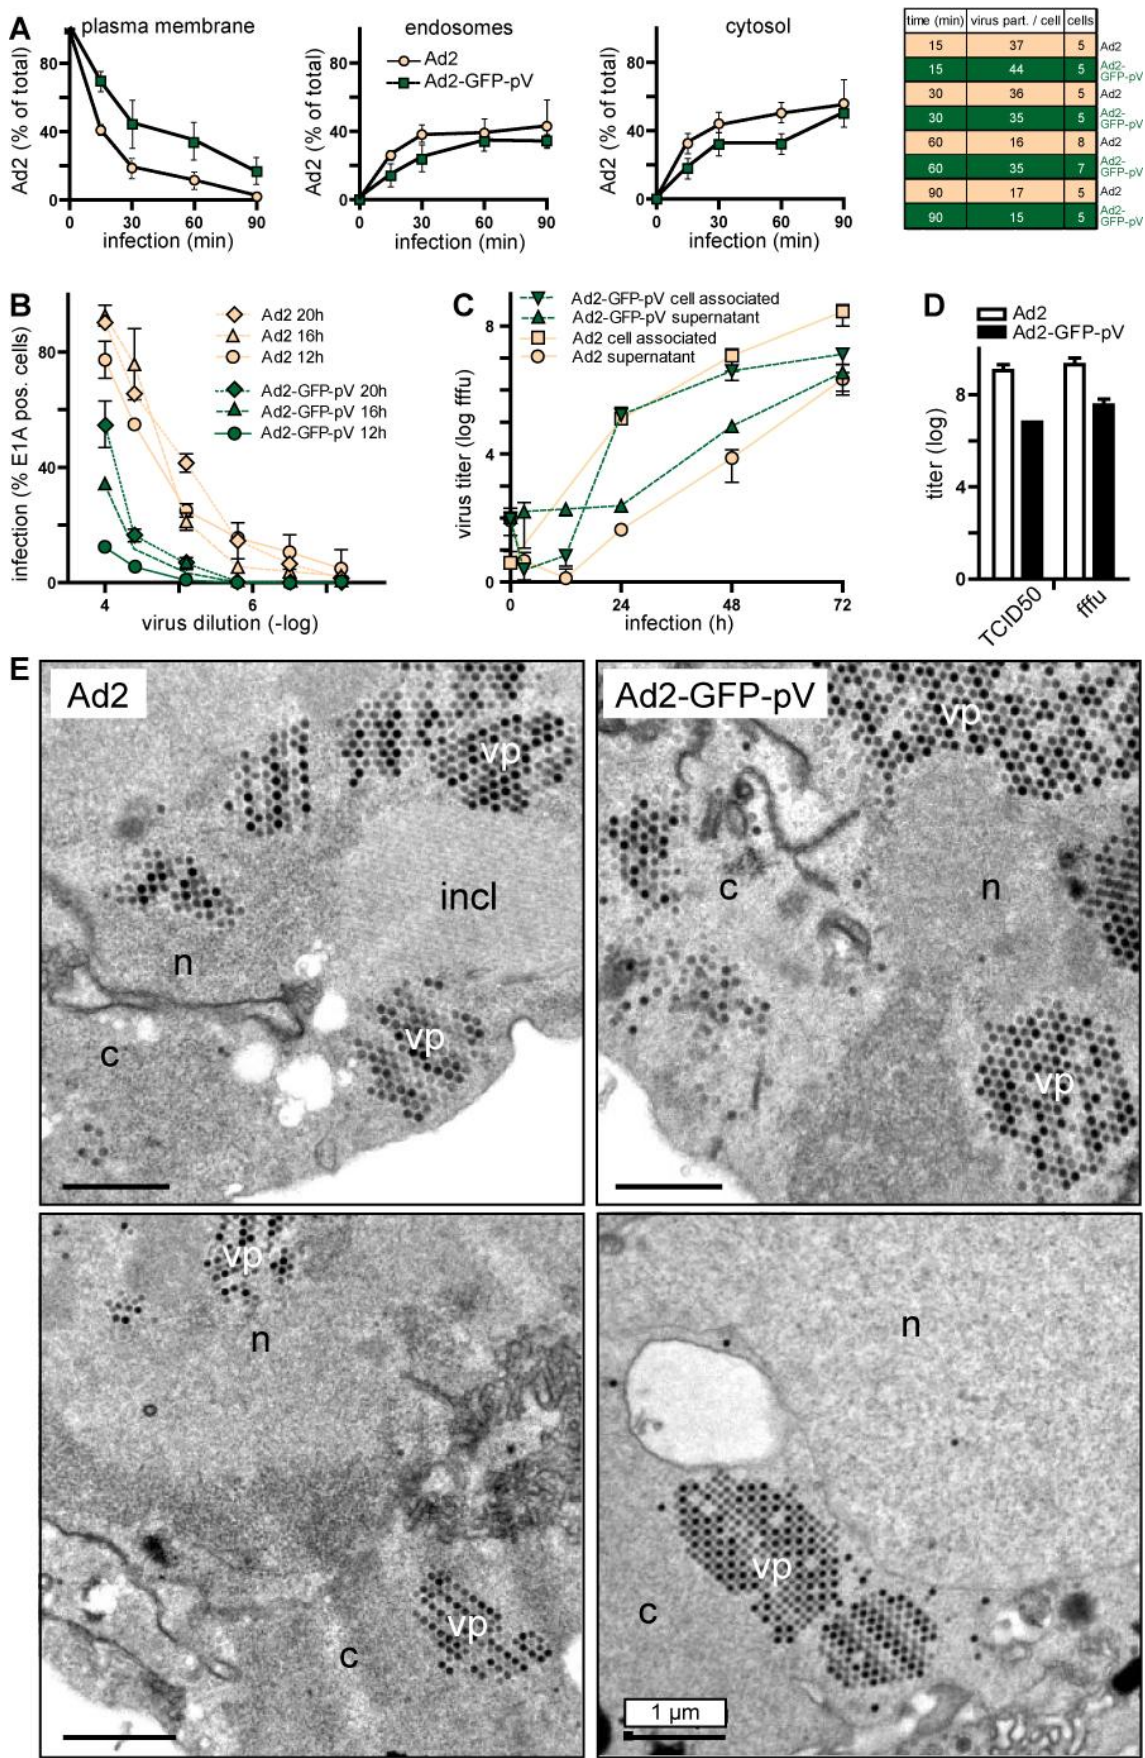 A
plasma membrane
Ad2 (% of total)
80
40
0
0 30 60 90
infection (min)
endosomes
Ad2
Ad2-GFP-pV
Ad2 (% of total)
80
40
0
0 30 60 90
infection (min)
cytosol
Ad2 (% of total)
80
40
0
0 30 60 90
infection (min)
time (min) virus part. / cell cells
15 37 5 Ad2
15 44 5 Ad2-GFP-pV
30 36 5 Ad2
30 35 5 Ad2-GFP-pV
60 16 8 Ad2
60 35 7 Ad2-GFP-pV
90 17 5 Ad2
90 15 5 Ad2-GFP-pV
B
infection (% E1A pos. cells)
80
40
0
4 6
virus dilution (-log)
Ad2 20h
Ad2 16h
Ad2 12h
Ad2-GFP-pV 20h
Ad2-GFP-pV 16h
Ad2-GFP-pV 12h
C
virus titer (log fffu)
8
4
0
0 24 48 72
infection (h)
Ad2-GFP-pV cell associated
Ad2-GFP-pV supernatant
Ad2 cell associated
Ad2 supernatant
D
Ad2
Ad2-GFP-pV
titer (log)
8
4
0
TCID50
fffu
E
Ad2
vp
incl
n
vp
c
Ad2-GFP-pV
vp
c
n
vp
vp
n
vp
c
n
vp
c
1 µm